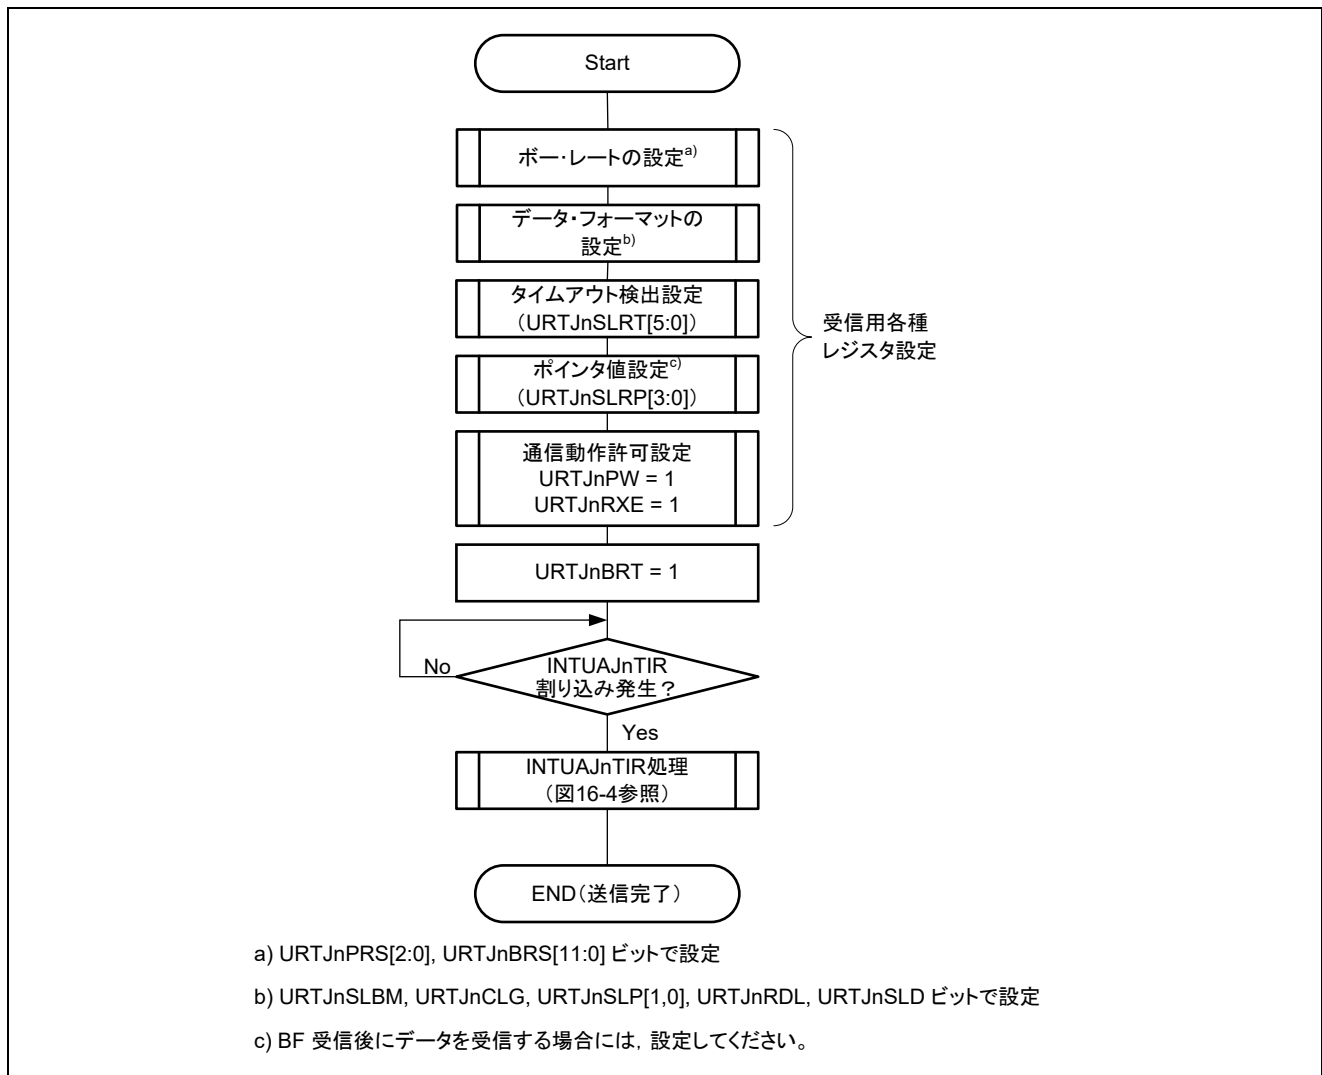 Start
ボー・レートの設定a)
データ・フォーマットの
設定b)
タイムアウト検出設定
（URTJnSLRT[5:0]）
ポインタ値設定c)
（URTJnSLRP[3:0]）
通信動作許可設定
URTJnPW = 1
URTJnRXE = 1
受信用各種
レジスタ設定
URTJnBRT = 1
No
INTUAJnTIR
割り込み発生？
Yes
INTUAJnTIR処理
（図16-4参照）
END（送信完了）
a) URTJnPRS[2:0], URTJnBRS[11:0] ビットで設定
b) URTJnSLBM, URTJnCLG, URTJnSLP[1,0], URTJnRDL, URTJnSLD ビットで設定
c) BF 受信後にデータを受信する場合には，設定してください。